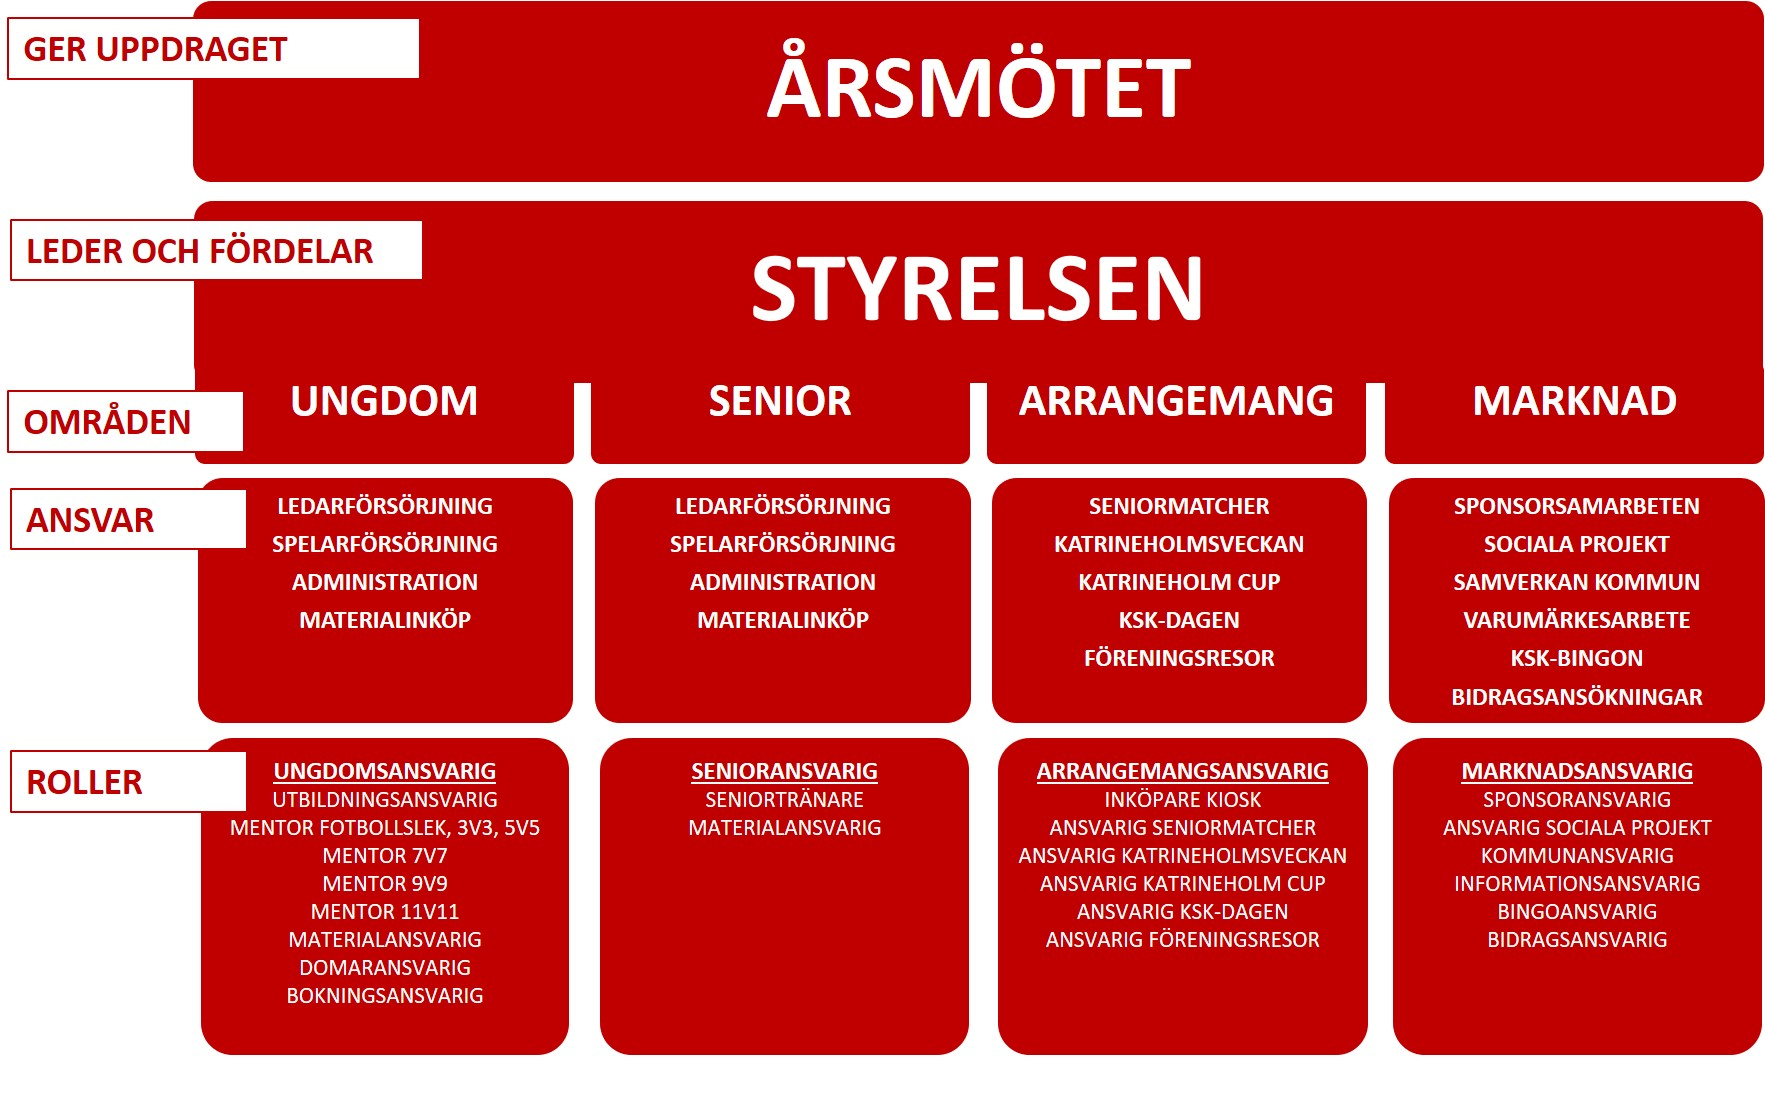 GER UPPDRAGET
ÅRSMÖTET
LEDER OCH FÖRDELAR
STYRELSEN
OMRÅDEN
UNGDOM
SENIOR
ARRANGEMANG
MARKNAD
ANSVAR
LEDARFÖRSÖRJNING
SPELARFÖRSÖRJNING
ADMINISTRATION
MATERIALINKÖP
LEDARFÖRSÖRJNING
SPELARFÖRSÖRJNING
ADMINISTRATION
MATERIALINKÖP
SENIORMATCHER
KATRINEHOLMSVECKAN
KATRINEHOLM CUP
KSK-DAGEN
FÖRENINGSRESOR
SPONSORSAMARBETEN
SOCIALA PROJEKT
SAMVERKAN KOMMUN
VARUMÄRKESARBETE
KSK-BINGON
BIDRAGSANSÖKNINGAR
ROLLER
UNGDOMSANSVARIG
UTBILDNINGSANSVARIG
MENTOR FOTBOLLSLEK, 3V3, 5V5
MENTOR 7V7
MENTOR 9V9
MENTOR 11V11
MATERIALANSVARIG
DOMARANSVARIG
BOKNINGSANSVARIG
SENIORANSVARIG
SENIORTRÄNARE
MATERIALANSVARIG
ARRANGEMANGSANSVARIG
INKÖPARE KIOSK
ANSVARIG SENIORMATCHER
ANSVARIG KATRINEHOLMSVECKAN
ANSVARIG KATRINEHOLM CUP
ANSVARIG KSK-DAGEN
ANSVARIG FÖRENINGSRESOR
MARKNADSANSVARIG
SPONSORANSVARIG
ANSVARIG SOCIALA PROJEKT
KOMMUNANSVARIG
INFORMATIONSANSVARIG
BINGOANSVARIG
BIDRAGSANSVARIG